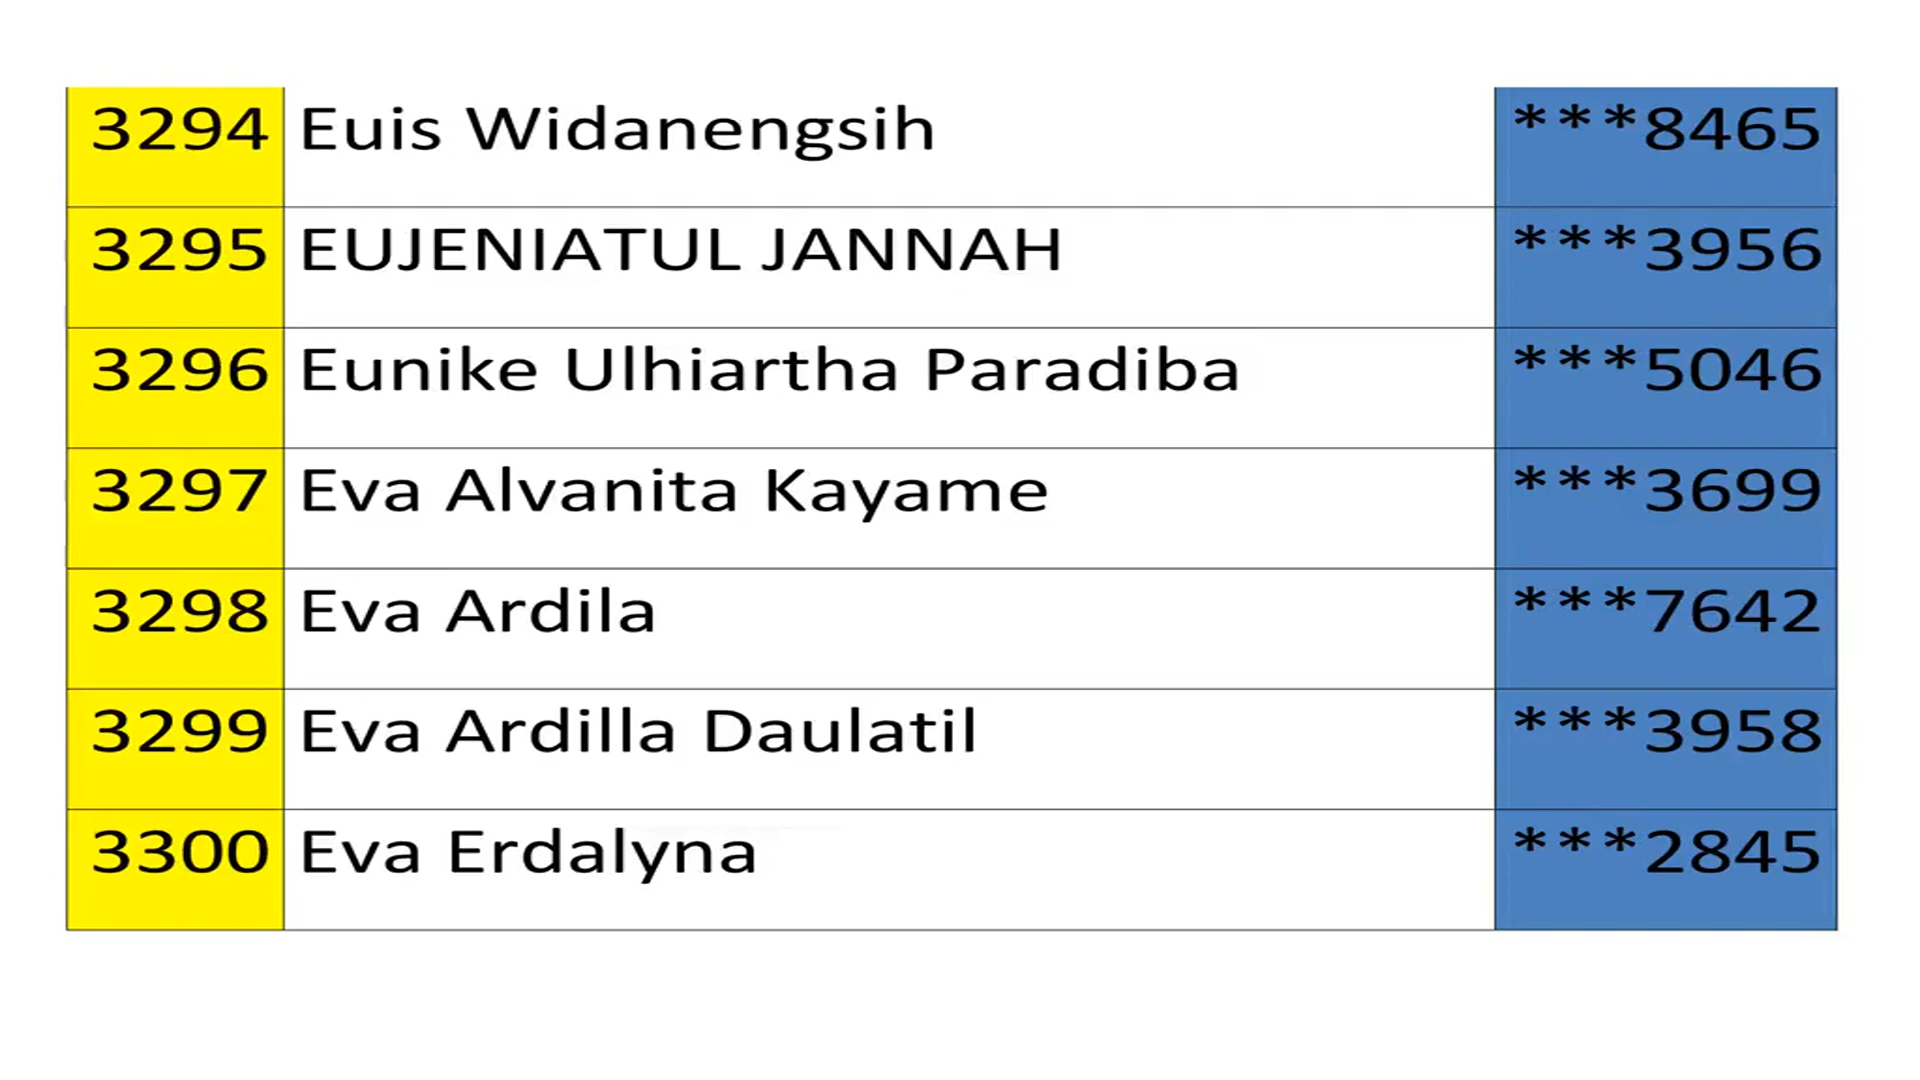 3294 Euis Widanengsih ***8465
3295 EUJENIATUL JANNAH ***3956
3296 Eunike Ulhiartha Paradiba ***5046
3297 Eva Alvanita Kayame ***3699
3298 Eva Ardila ***7642
3299 Eva Ardilla Daulatil ***3958
3300 Eva Erdalyna ***2845